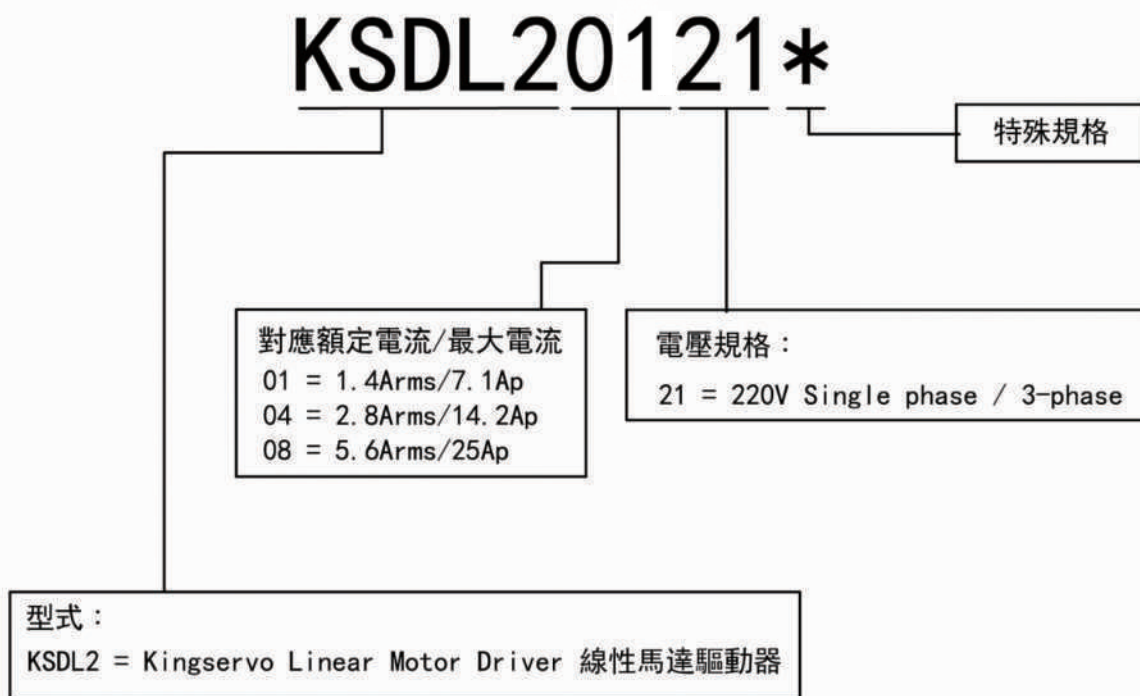 KSDL20121*
特殊規格
對應額定電流/最大電流
01 = 1.4Arms/7.1Ap
04 = 2.8Arms/14.2Ap
08 = 5.6Arms/25Ap
電壓規格：
21 = 220V Single phase / 3-phase
型式：
KSDL2 = Kingservo Linear Motor Driver 線性馬達驅動器